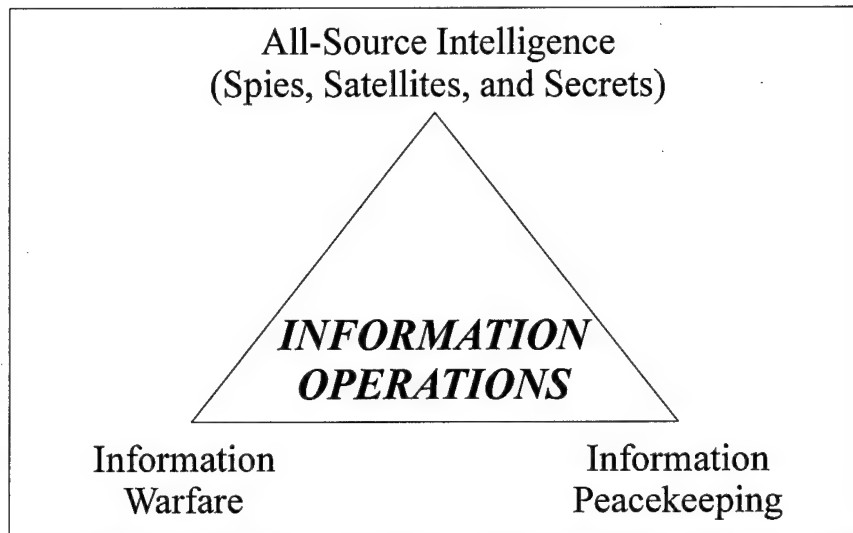 All-Source Intelligence
(Spies, Satellites, and Secrets)
INFORMATION
OPERATIONS
Information
Warfare
Information
Peacekeeping